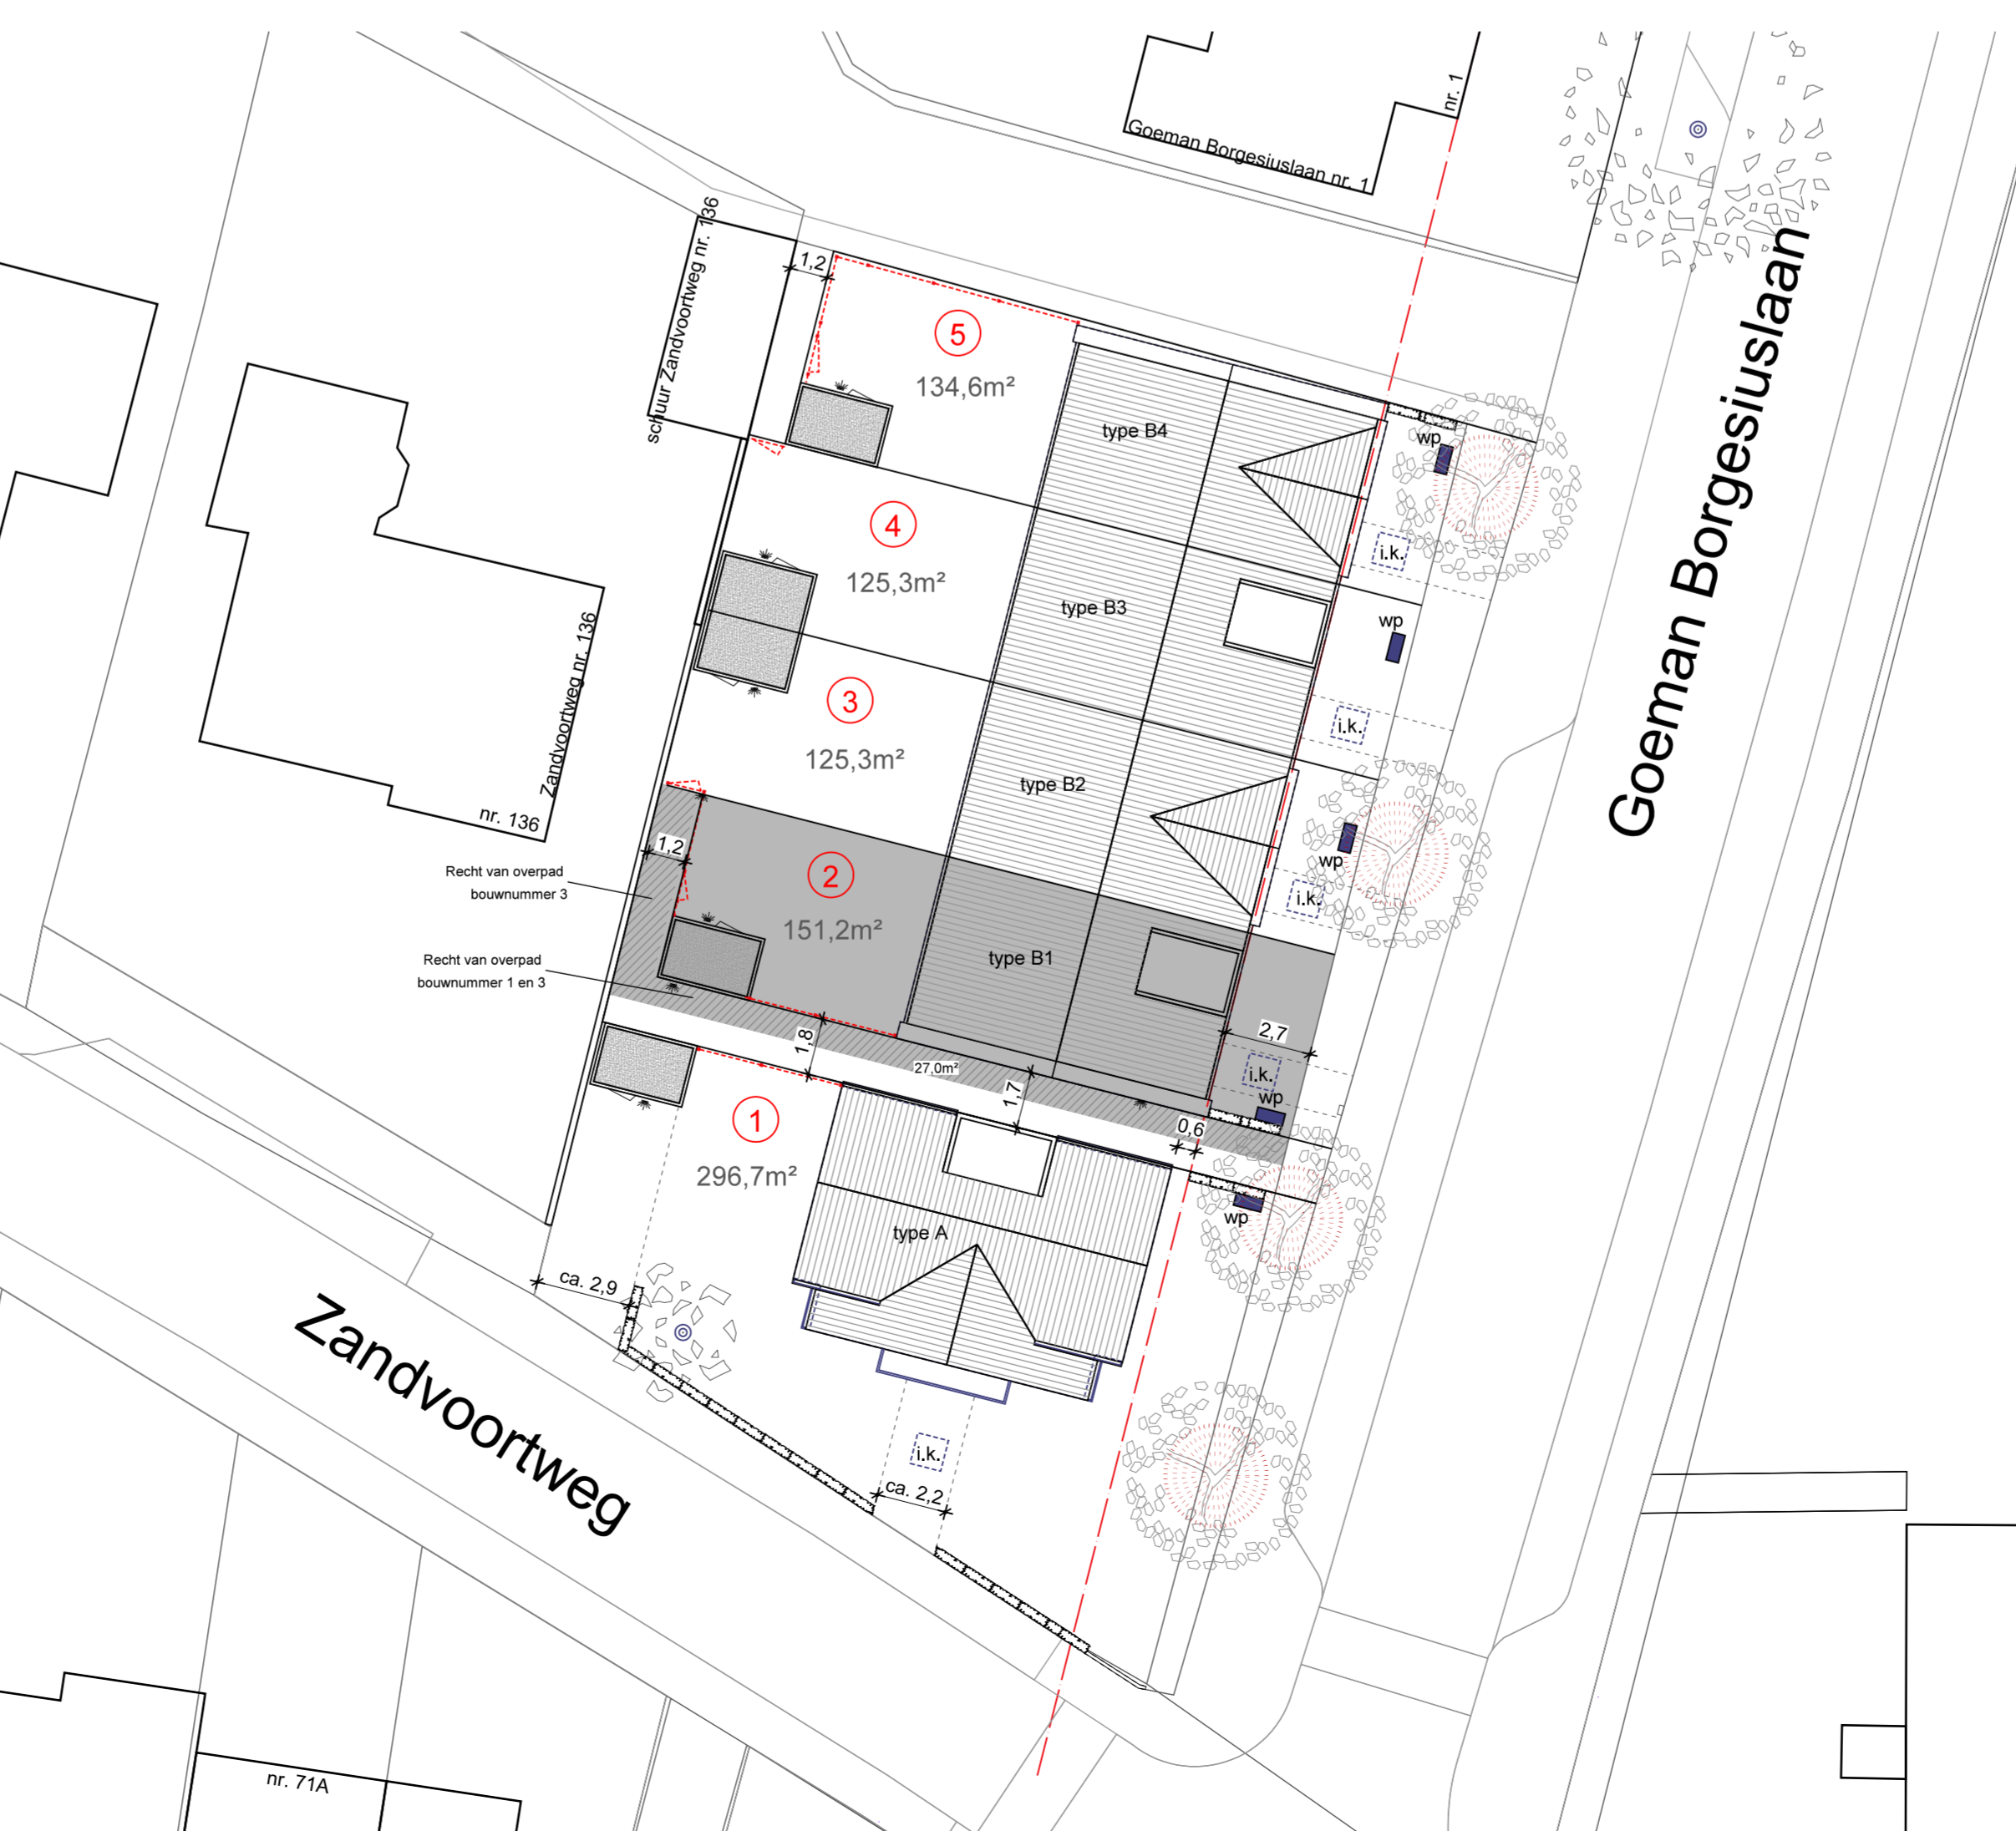 nr. 1
Goeman Borgesiuslaan nr. 1
Goeman Borgesiuslaan
schuur Zandvoortweg nr. 136
1,2
5
134,6m²
type B4
wp
i.k.
4
125,3m²
type B3
wp
i.k.
3
125,3m²
type B2
wp
i.k.
Zandvoortweg nr. 136
nr. 136
1,2
Recht van overpad
bouwnummer 3
2
151,2m²
type B1
Recht van overpad
bouwnummer 1 en 3
2,7
i.k.
wp
1,8
27,0m²
1,7
0,6
1
296,7m²
wp
type A
ca. 2,9
i.k.
ca. 2,2
Zandvoortweg
nr. 71A